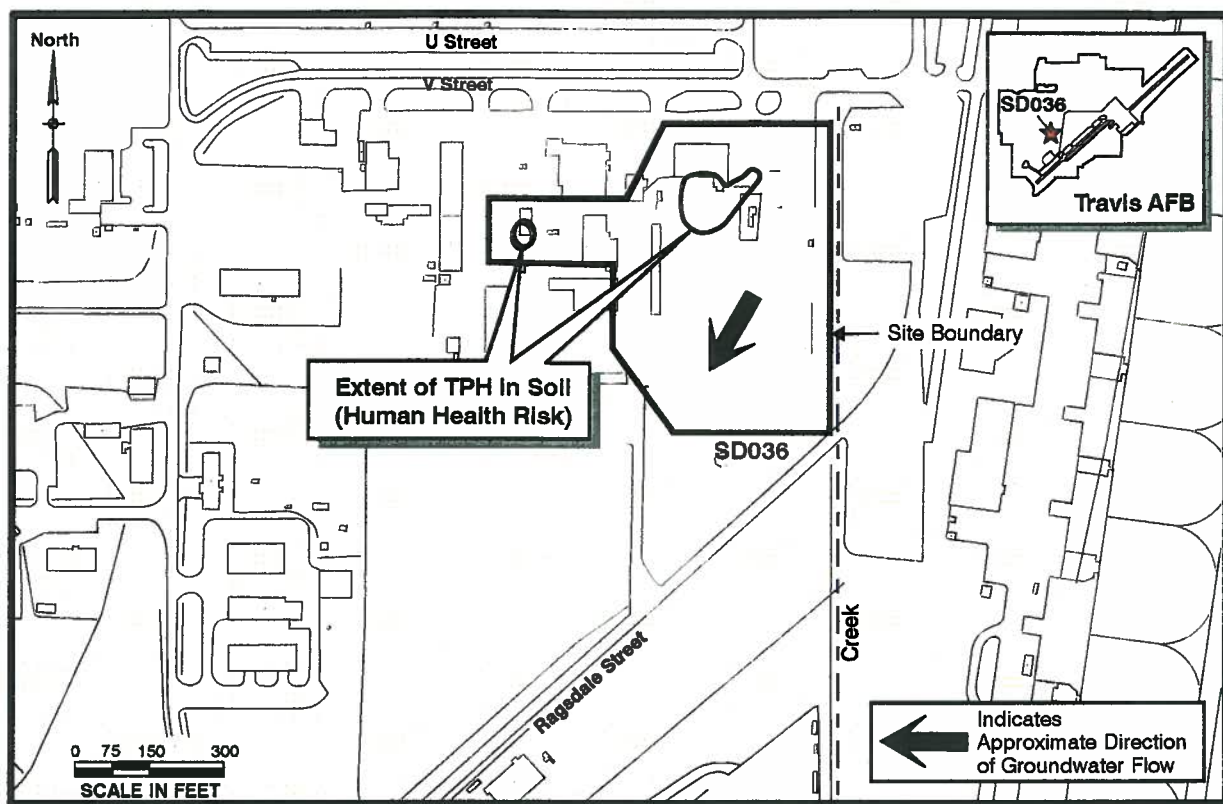 North
U Street
V Street
SD036
Travis AFB
Site Boundary
Extent of TPH in Soil
(Human Health Risk)
SD036
Creek
Ragsdale Street
0 75 150 300
SCALE IN FEET
Indicates
Approximate Direction
of Groundwater Flow